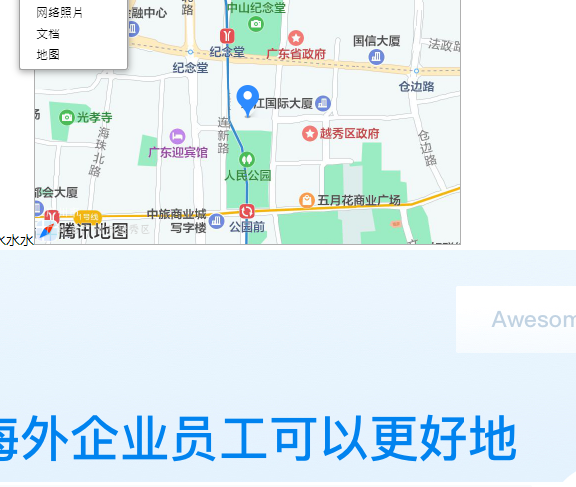 网络照片
文档
地图
金融中心
路
中山纪念堂
纪念堂
纪念堂
广东省政府
国信大厦
法政路
仓边路
江国际大厦
光孝寺
海珠北路
广东迎宾馆
连新路
越秀区政府
仓边路
人民公园
都会大厦
五月花商业广场
1号线
中旅商业城
写字楼
公园前
腾讯地图
水水水
Awesom
海外企业员工可以更好地